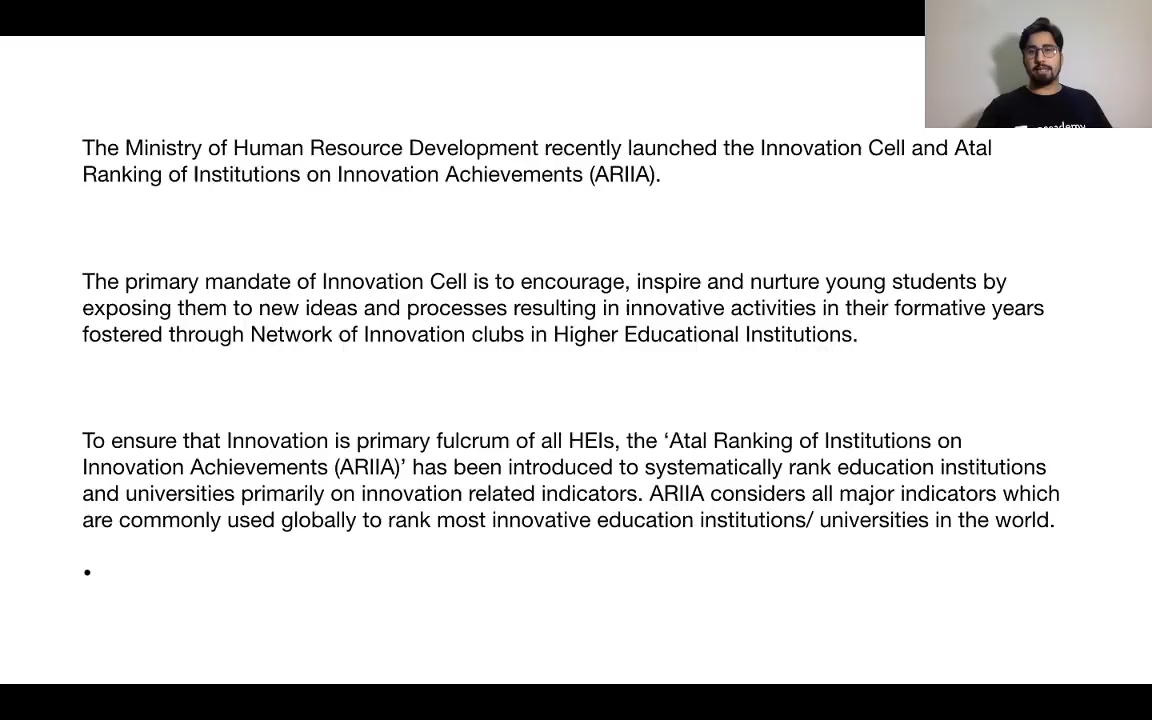 The Ministry of Human Resource Development recently launched the Innovation Cell and Atal
Ranking of Institutions on Innovation Achievements (ARIIA).
The primary mandate of Innovation Cell is to encourage, inspire and nurture young students by
exposing them to new ideas and processes resulting in innovative activities in their formative years
fostered through Network of Innovation clubs in Higher Educational Institutions.
To ensure that Innovation is primary fulcrum of all HEIs, the ‘Atal Ranking of Institutions on
Innovation Achievements (ARIIA)’ has been introduced to systematically rank education institutions
and universities primarily on innovation related indicators. ARIIA considers all major indicators which
are commonly used globally to rank most innovative education institutions/ universities in the world.
•